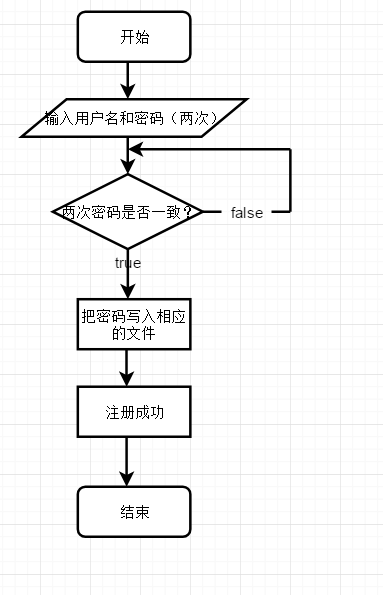 开始
输入用户名和密码（两次）
两次密码是否一致？
false
true
把密码写入相应
的文件
注册成功
结束